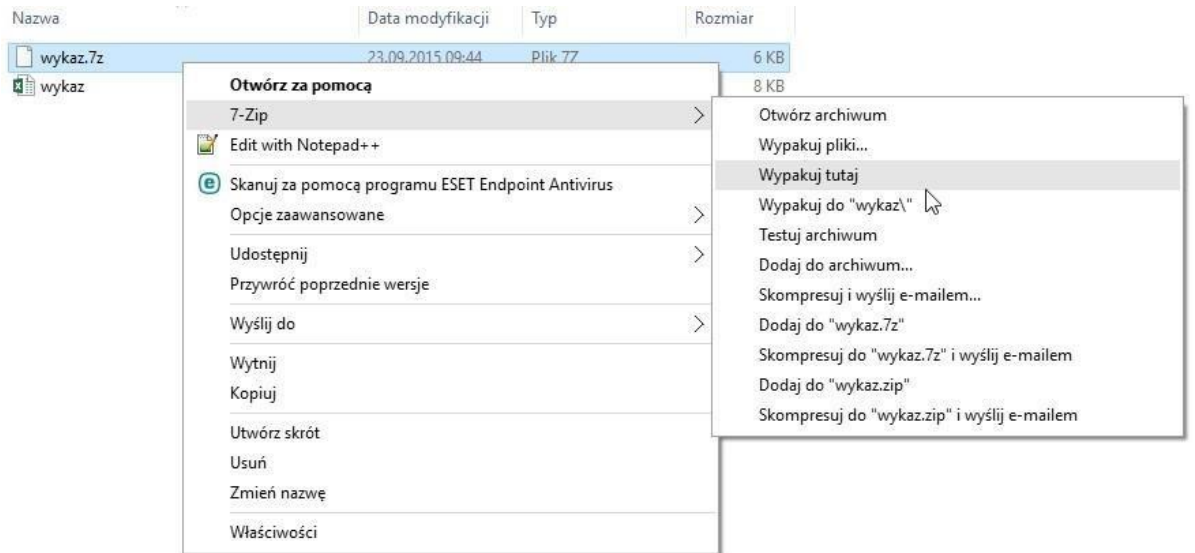 Nazwa Data modyfikacji Typ Rozmiar
wykaz.7z 23.09.2015 09:44 Plik 7Z 6 KB
wykaz 8 KB
Otwórz za pomocą
7-Zip
Edit with Notepad++
Skanuj za pomocą programu ESET Endpoint Antivirus
Opcje zaawansowane
Udostępnij
Przywróć poprzednie wersje
Wyślij do
Wytnij
Kopiuj
Utwórz skrót
Usuń
Zmień nazwę
Właściwości
Otwórz archiwum
Wypakuj pliki...
Wypakuj tutaj
Wypakuj do "wykaz\"
Testuj archiwum
Dodaj do archiwum...
Skompresuj i wyślij e-mailem...
Dodaj do "wykaz.7z"
Skompresuj do "wykaz.7z" i wyślij e-mailem
Dodaj do "wykaz.zip"
Skompresuj do "wykaz.zip" i wyślij e-mailem